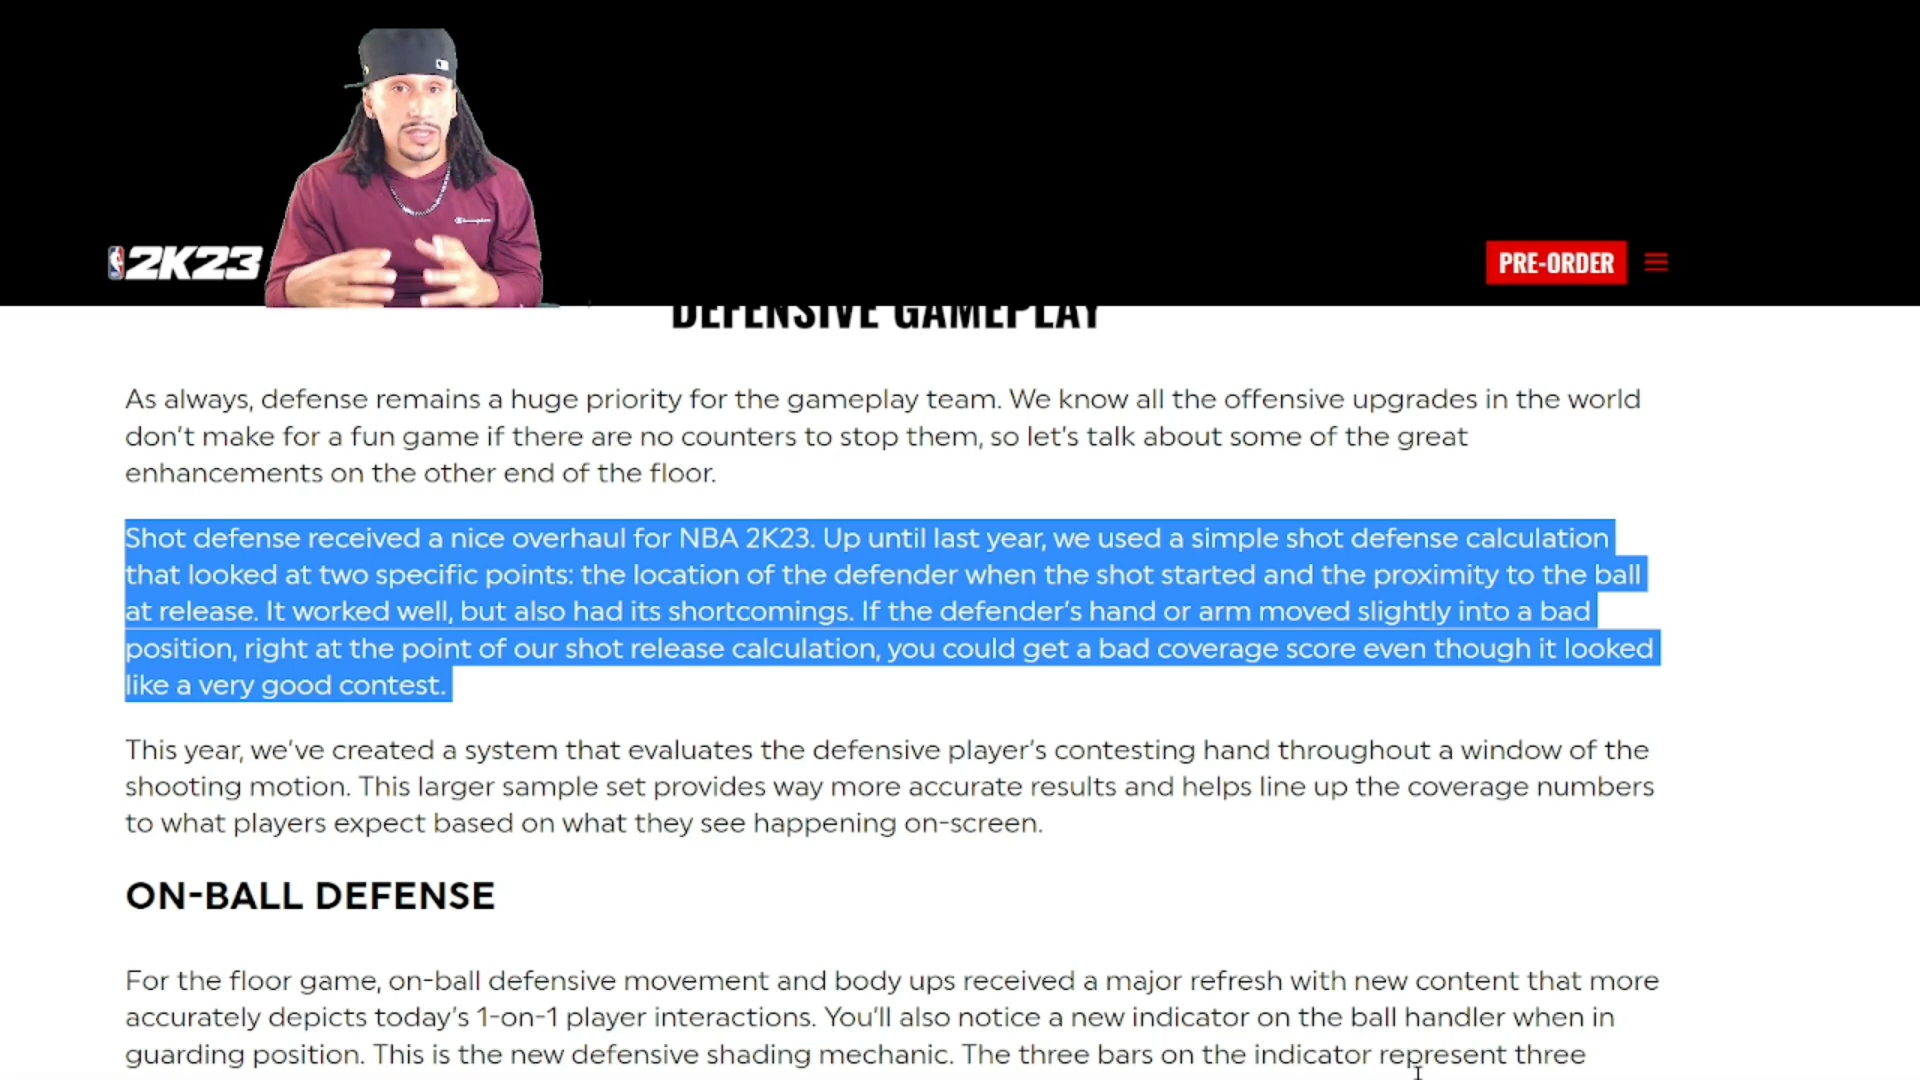 2K23
PRE-ORDER
DEFENSIVE GAMEPLAY
As always, defense remains a huge priority for the gameplay team. We know all the offensive upgrades in the world
don’t make for a fun game if there are no counters to stop them, so let’s talk about some of the great
enhancements on the other end of the floor.
Shot defense received a nice overhaul for NBA 2K23. Up until last year, we used a simple shot defense calculation
that looked at two specific points: the location of the defender when the shot started and the proximity to the ball
at release. It worked well, but also had its shortcomings. If the defender’s hand or arm moved slightly into a bad
position, right at the point of our shot release calculation, you could get a bad coverage score even though it looked
like a very good contest.
This year, we’ve created a system that evaluates the defensive player’s contesting hand throughout a window of the
shooting motion. This larger sample set provides way more accurate results and helps line up the coverage numbers
to what players expect based on what they see happening on-screen.
ON-BALL DEFENSE
For the floor game, on-ball defensive movement and body ups received a major refresh with new content that more
accurately depicts today’s 1-on-1 player interactions. You’ll also notice a new indicator on the ball handler when in
guarding position. This is the new defensive shading mechanic. The three bars on the indicator represent three